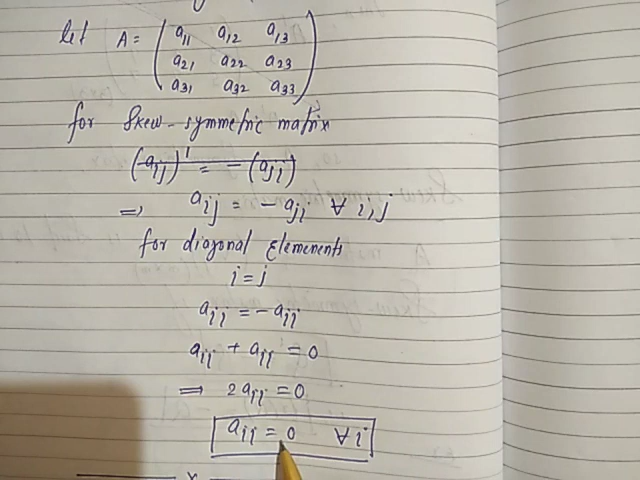 let A = ( a11 a12 a13
a21 a22 a23
a31 a32 a33 )
for Skew-symmetric matrix
(aij)' = -(aji)
⇒ aij = - aji ∀ i,j
for diagonal Elemenents
i = j
aii = - aii
aii + aii = 0
⇒ 2aii = 0
aii = 0 ∀ i
x